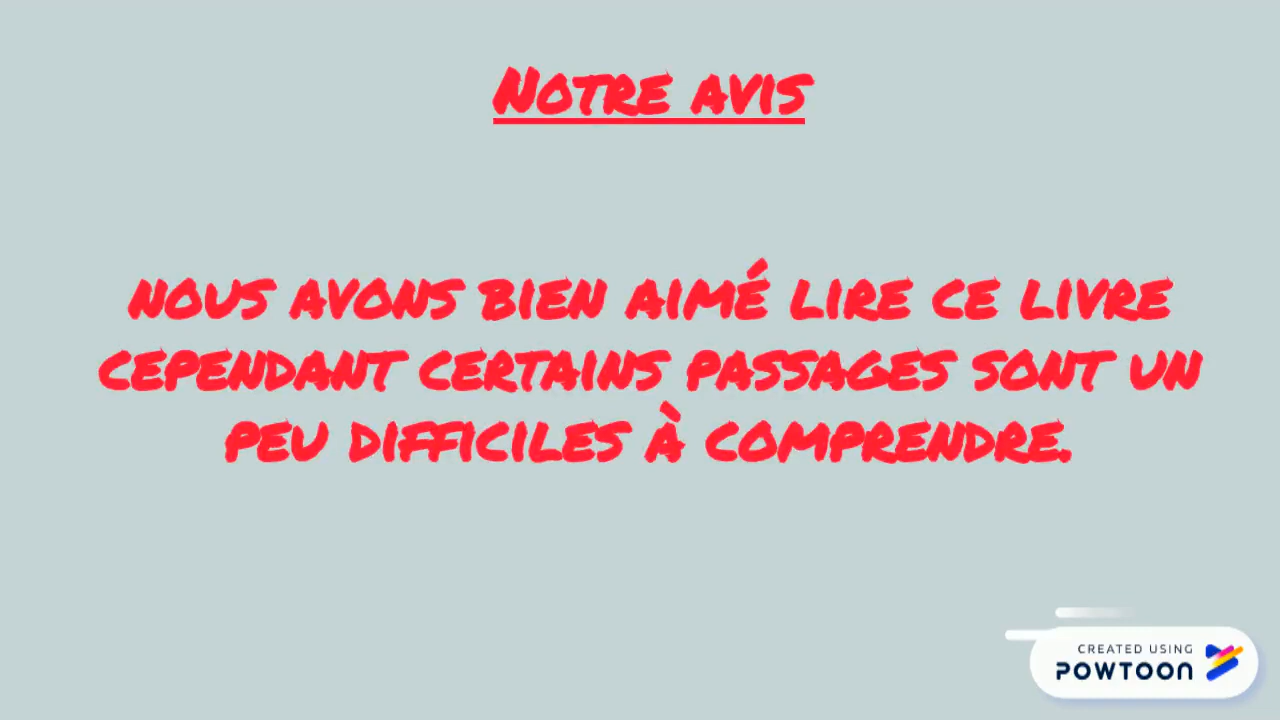 Notre avis
nous avons bien aimé lire ce livre
cependant certains passages sont un
peu difficiles à comprendre.
CREATED USING
POWTOON